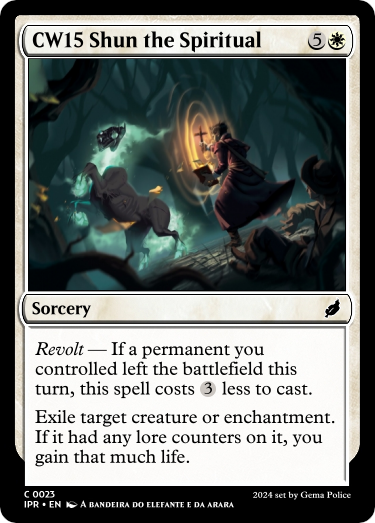 CW15 Shun the Spiritual 5
Sorcery
Revolt — If a permanent you
controlled left the battlefield this
turn, this spell costs 3 less to cast.
Exile target creature or enchantment.
If it had any lore counters on it, you
gain that much life.
C 0023
IPR • EN A BANDEIRA DO ELEFANTE E DA ARARA
2024 set by Gema Police